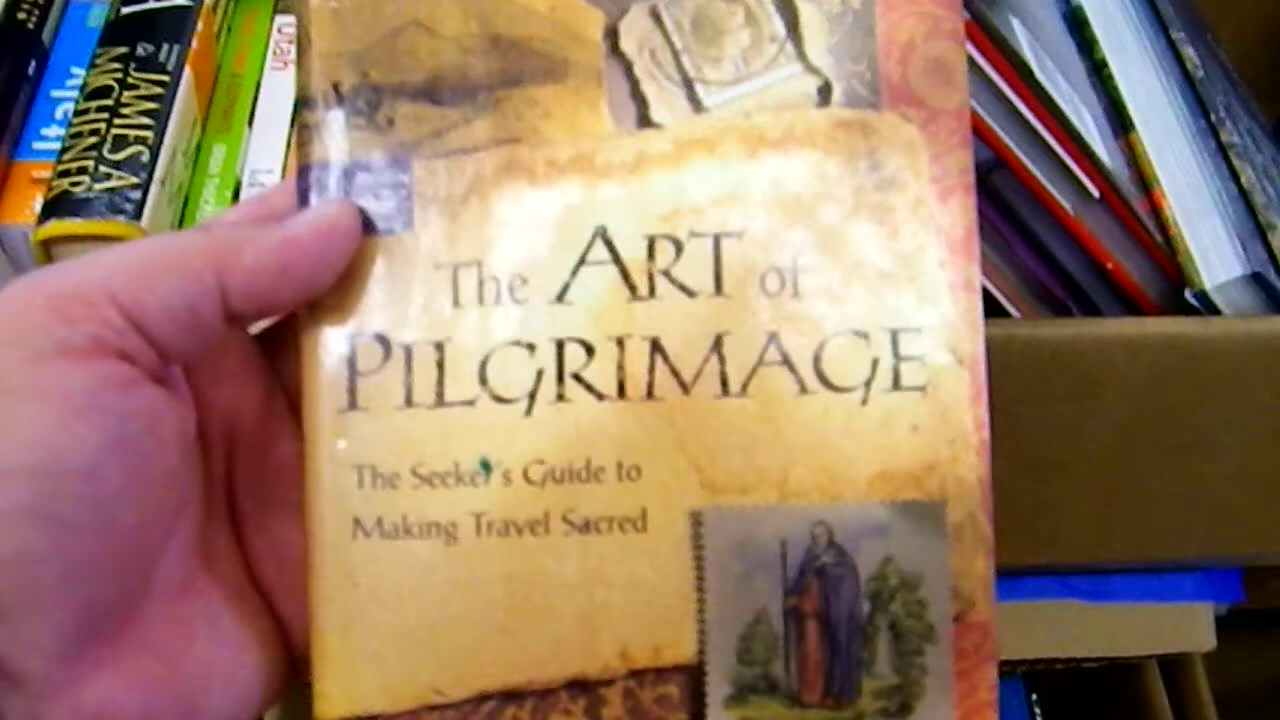 JAMES A
MICHENER
Utah
The ART of
PILGRIMAGE
The Seeker's Guide to
Making Travel Sacred